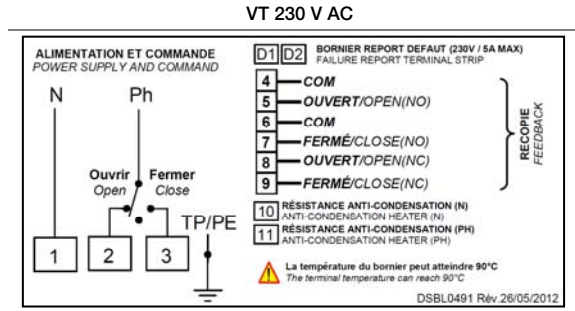 VT 230 V AC
ALIMENTATION ET COMMANDE
POWER SUPPLY AND COMMAND
N Ph
Ouvrir Fermer
Open Close
TP/PE
1 2 3
D1 D2 BORNIER REPORT DEFAUT (230V / 5A MAX)
FAILURE REPORT TERMINAL STRIP
4 COM
5 OUVERT/OPEN(NO)
6 COM
7 FERMÉ/CLOSE(NO)
8 OUVERT/OPEN(NC)
9 FERMÉ/CLOSE(NC)
RECOPIE
FEEDBACK
10 RÉSISTANCE ANTI-CONDENSATION (N)
ANTI-CONDENSATION HEATER (N)
11 RÉSISTANCE ANTI-CONDENSATION (PH)
ANTI-CONDENSATION HEATER (PH)
La température du bornier peut atteindre 90°C
The terminal temperature can reach 90°C
DSBL0491 Rév.26/05/2012